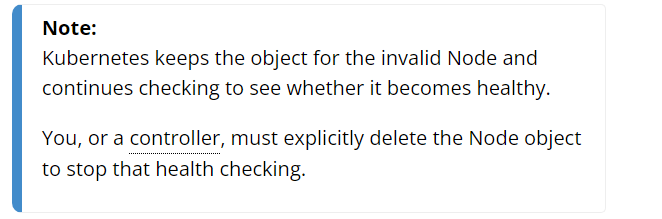 Note:
Kubernetes keeps the object for the invalid Node and
continues checking to see whether it becomes healthy.
You, or a controller, must explicitly delete the Node object
to stop that health checking.